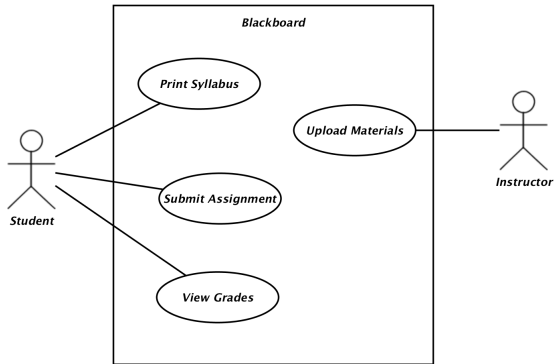 Blackboard
Print Syllabus
Upload Materials
Instructor
Submit Assignment
Student
View Grades